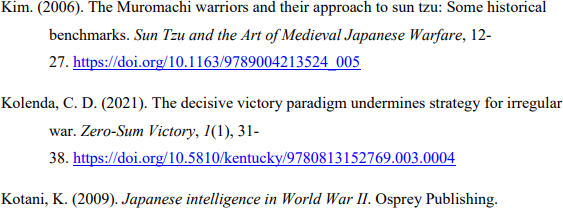 Kim. (2006). The Muromachi warriors and their approach to sun tzu: Some historical
benchmarks. Sun Tzu and the Art of Medieval Japanese Warfare, 12-
27. https://doi.org/10.1163/9789004213524_005
Kolenda, C. D. (2021). The decisive victory paradigm undermines strategy for irregular
war. Zero-Sum Victory, 1(1), 31-
38. https://doi.org/10.5810/kentucky/9780813152769.003.0004
Kotani, K. (2009). Japanese intelligence in World War II. Osprey Publishing.